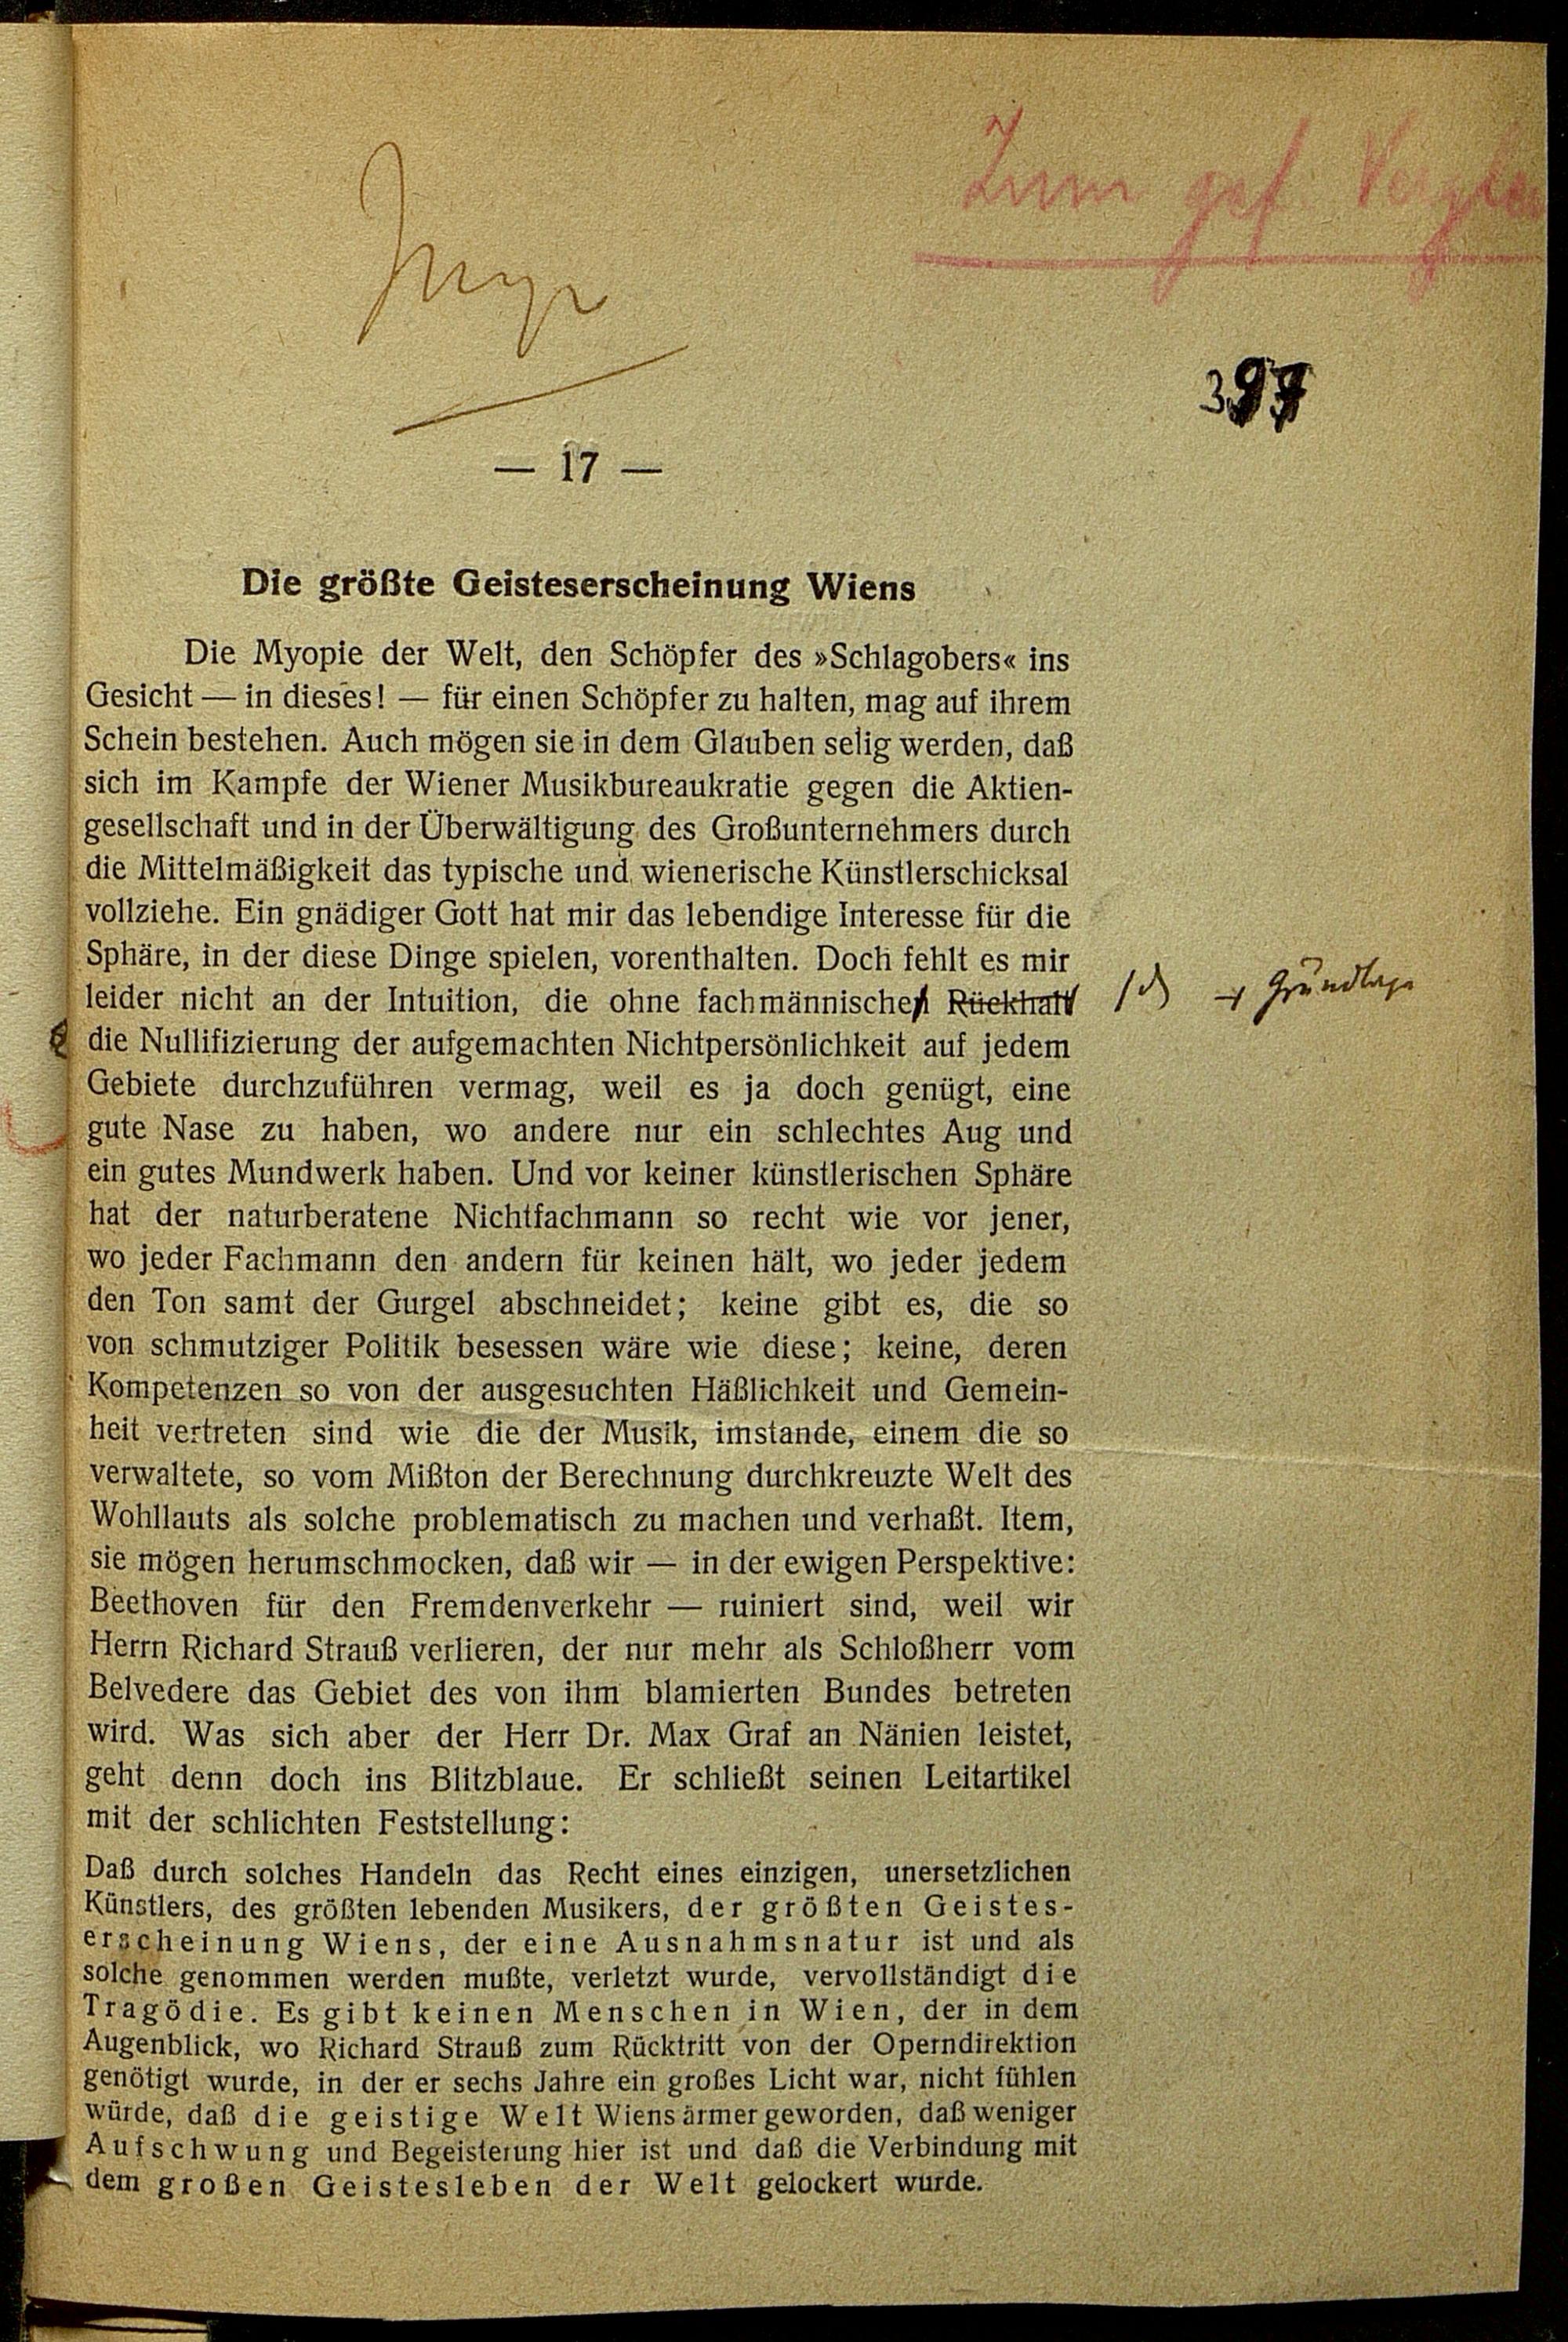 Zum gef.
397
— 17 —
Die größte Geisteserscheinung Wiens
Die Myopie der Welt, den Schöpfer des »Schlagobers« ins
Gesicht — in dieses! — für einen Schöpfer zu halten, mag auf ihrem
Schein bestehen. Auch mögen sie in dem Glauben selig werden, daß
sich im Kampfe der Wiener Musikbureaukratie gegen die Aktien-
gesellschaft und in der Überwältigung des Großunternehmers durch
die Mittelmäßigkeit das typische und wienerische Künstlerschicksal
vollziehe. Ein gnädiger Gott hat mir das lebendige Interesse für die
Sphäre, in der diese Dinge spielen, vorenthalten. Doch fehlt es mir
leider nicht an der Intuition, die ohne fachmännischen Rückhalt Grundlage
die Nullifizierung der aufgemachten Nichtpersönlichkeit auf jedem
Gebiete durchzuführen vermag, weil es ja doch genügt, eine
gute Nase zu haben, wo andere nur ein schlechtes Aug und
ein gutes Mundwerk haben. Und vor keiner künstlerischen Sphäre
hat der naturberatene Nichtfachmann so recht wie vor jener,
wo jeder Fachmann den andern für keinen hält, wo jeder jedem
den Ton samt der Gurgel abschneidet; keine gibt es, die so
von schmutziger Politik besessen wäre wie diese; keine, deren
Kompetenzen so von der ausgesuchten Häßlichkeit und Gemein-
heit vertreten sind wie die der Musik, imstande, einem die so
verwaltete, so vom Mißton der Berechnung durchkreuzte Welt des
Wohllauts als solche problematisch zu machen und verhaßt. Item,
sie mögen herumschmocken, daß wir — in der ewigen Perspektive:
Beethoven für den Fremdenverkehr — ruiniert sind, weil wir
Herrn Richard Strauß verlieren, der nur mehr als Schloßherr vom
Belvedere das Gebiet des von ihm blamierten Bundes betreten
wird. Was sich aber der Herr Dr. Max Graf an Nänien leistet,
geht denn doch ins Blitzblaue. Er schließt seinen Leitartikel
mit der schlichten Feststellung:
Daß durch solches Handeln das Recht eines einzigen, unersetzlichen
Künstlers, des größten lebenden Musikers, der größten Geistes-
erscheinung Wiens, der eine Ausnahmsnatur ist und als
solche genommen werden mußte, verletzt wurde, vervollständigt die
Tragödie. Es gibt keinen Menschen in Wien, der in dem
Augenblick, wo Richard Strauß zum Rücktritt von der Operndirektion
genötigt wurde, in der er sechs Jahre ein großes Licht war, nicht fühlen
würde, daß die geistige Welt Wiens ärmer geworden, daß weniger
Aufschwung und Begeisterung hier ist und daß die Verbindung mit
dem großen Geistesleben der Welt gelockert wurde.